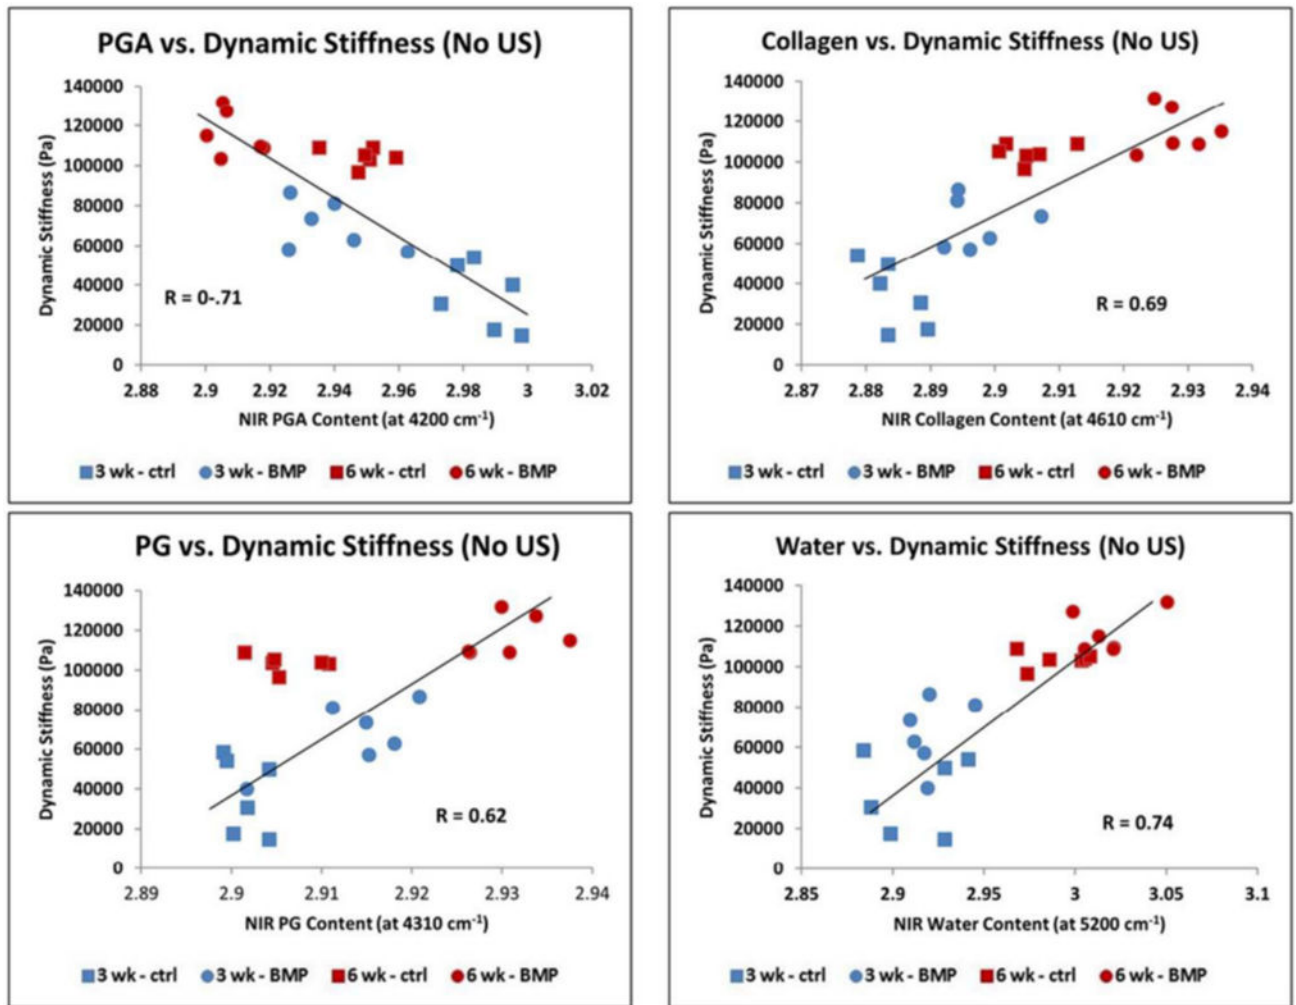 PGA vs. Dynamic Stiffness (No US)
Dynamic Stiffness (Pa)
140000
120000
100000
80000
60000
40000
20000
0
R = 0-.71
2.88 2.9 2.92 2.94 2.96 2.98 3 3.02
NIR PGA Content (at 4200 cm⁻¹)
3 wk - ctrl 3 wk - BMP 6 wk - ctrl 6 wk - BMP
Collagen vs. Dynamic Stiffness (No US)
Dynamic Stiffness (Pa)
140000
120000
100000
80000
60000
40000
20000
0
R = 0.69
2.87 2.88 2.89 2.9 2.91 2.92 2.93 2.94
NIR Collagen Content (at 4610 cm⁻¹)
3 wk - ctrl 3 wk - BMP 6 wk - ctrl 6 wk - BMP
PG vs. Dynamic Stiffness (No US)
Dynamic Stiffness (Pa)
140000
120000
100000
80000
60000
40000
20000
0
R = 0.62
2.89 2.9 2.91 2.92 2.93 2.94
NIR PG Content (at 4310 cm⁻¹)
3 wk - ctrl 3 wk - BMP 6 wk - ctrl 6 wk - BMP
Water vs. Dynamic Stiffness (No US)
Dynamic Stiffness (Pa)
140000
120000
100000
80000
60000
40000
20000
0
R = 0.74
2.85 2.9 2.95 3 3.05 3.1
NIR Water Content (at 5200 cm⁻¹)
3 wk - ctrl 3 wk - BMP 6 wk - ctrl 6 wk - BMP